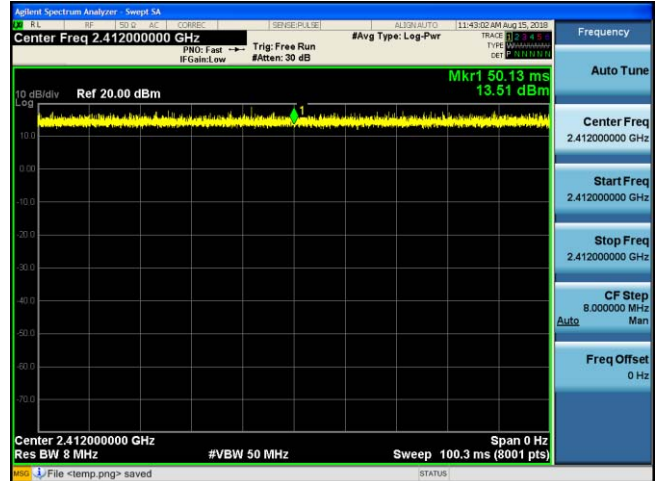 Agilent Spectrum Analyzer - Swept SA
RL RF 50 Ω AC CORREC SENSE:PULSE ALIGN AUTO 11:43:02 AM Aug 15, 2018
Center Freq 2.412000000 GHz
PNO: Fast
IFGain:Low
Trig: Free Run
#Atten: 30 dB
#Avg Type: Log-Pwr
TRACE 1 2 3 4 5 6
TYPE
DET P N N N N N
Mkr1 50.13 ms
13.51 dBm
10 dB/div Ref 20.00 dBm
Log
1
10.0
0.00
-10.0
-20.0
-30.0
-40.0
-50.0
-60.0
-70.0
Center 2.412000000 GHz Span 0 Hz
Res BW 8 MHz #VBW 50 MHz Sweep 100.3 ms (8001 pts)
MSG File <temp.png> saved STATUS
Frequency
Auto Tune
Center Freq
2.412000000 GHz
Start Freq
2.412000000 GHz
Stop Freq
2.412000000 GHz
CF Step
8.000000 MHz
Auto Man
Freq Offset
0 Hz